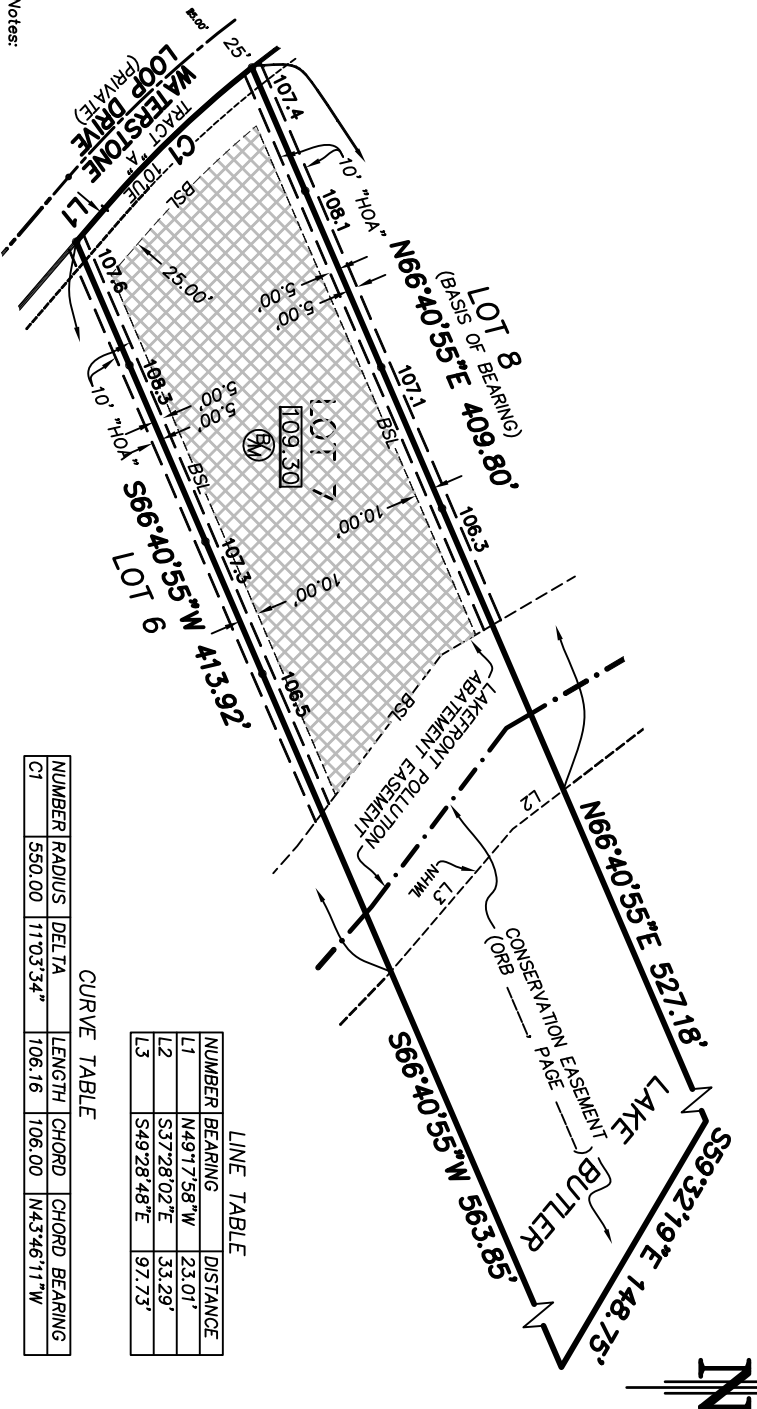 Notes:
25.00'
25'
WATERSTONE
LOOP DRIVE
(PRIVATE)
TRACT "A"
C1
10'UE
L1
BSL
25.00'
107.4
10' "HOA"
108.1
N66°40'55"E 409.80'
(BASIS OF BEARING)
LOT 8
5.00'
5.00'
107.1
BSL
10.00'
106.3
LOT 7
109.30
107.6
108.3
10' "HOA"
5.00'
5.00'
BSL
S66°40'55"W 413.92'
LOT 6
107.3
10.00'
106.5
BSL
LAKEFRONT POLLUTION
ABATEMENT EASEMENT
L2
L3
NHWL
CONSERVATION EASEMENT
(ORB ------, PAGE ------)
N66°40'55"E 527.18'
S66°40'55"W 563.85'
LAKE
BUTLER
S59°32'19"E 148.75'
N
LINE TABLE
NUMBER BEARING DISTANCE
L1 N49°17'58"W 23.01'
L2 S37°28'02"E 33.29'
L3 S49°28'48"E 97.73'
CURVE TABLE
NUMBER RADIUS DELTA LENGTH CHORD CHORD BEARING
C1 550.00 11°03'34" 106.16 106.00 N43°46'11"W